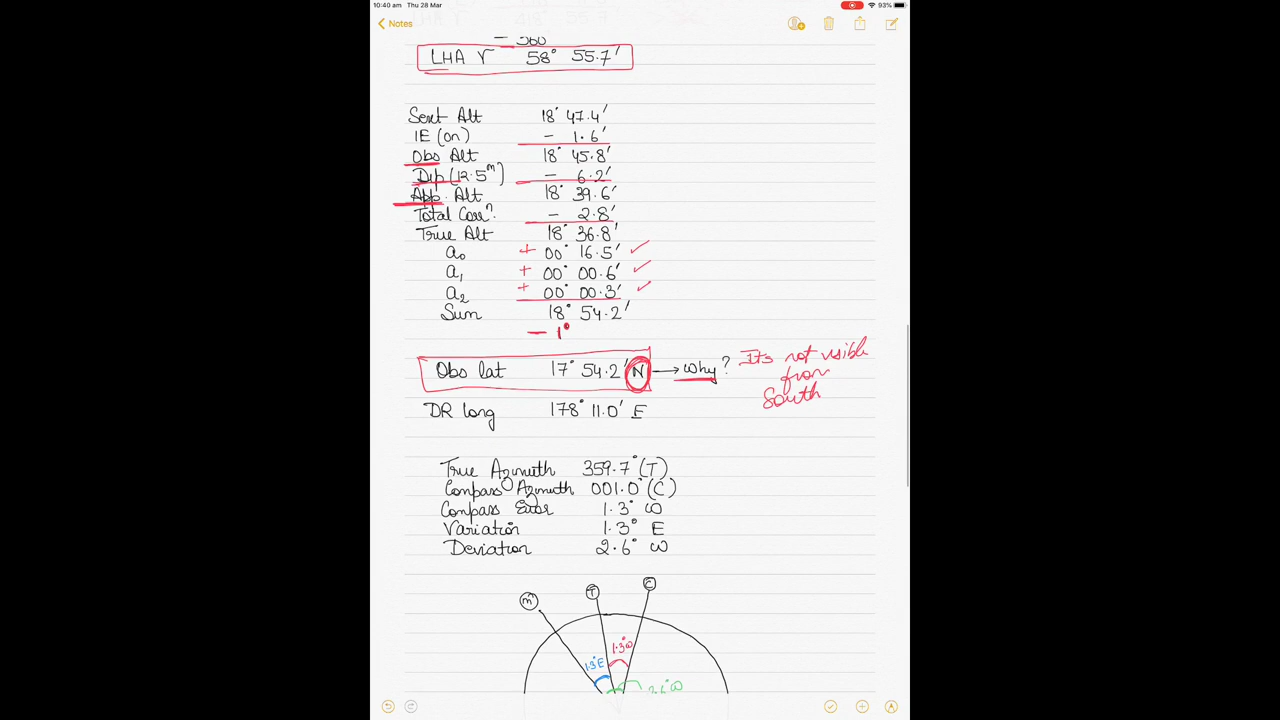 10:40 am Thu 28 Mar
93%
Notes
- 360
LHA ♈ 58° 55.7'
Sext Alt 18° 47.4'
IE (on) - 1.6'
Obs Alt 18° 45.8'
Dip (12.5m) - 6.2'
App. Alt 18° 39.6'
Total Corrn. - 2.8'
True Alt 18° 36.8'
a₀ + 00° 16.5' ✓
a₁ + 00° 00.6' ✓
a₂ + 00° 00.3' ✓
Sum 18° 54.2'
- 1°
Obs lat 17° 54.2' N → Why? Its not visible
from
South
DR long 178° 11.0' E
True Azimuth 359.7° (T)
Compass Azimuth 001.0° (C)
Compass Error 1.3° W
Variation 1.3° E
Deviation 2.6° W
m T C
1.3°E 1.3°W
2.6°W